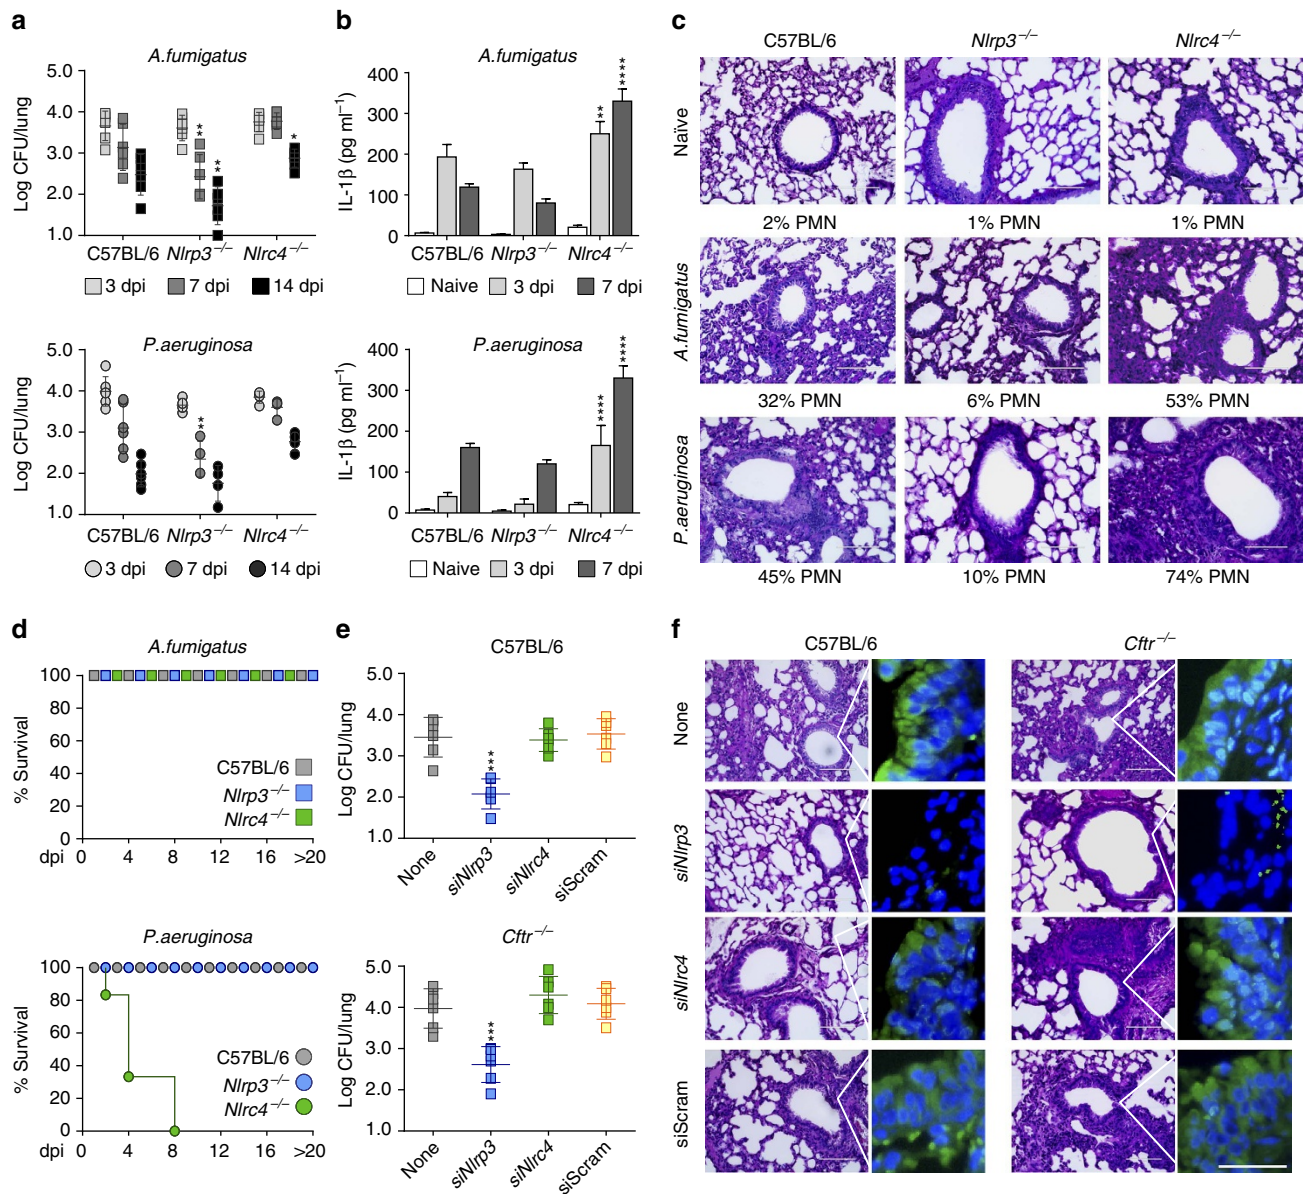 a
A.fumigatus
Log CFU/lung
5.0
4.0
3.0
2.0
1.0
**
**
*
C57BL/6 Nlrp3−/− Nlrc4−/−
3 dpi 7 dpi 14 dpi
P.aeruginosa
Log CFU/lung
5.0
4.0
3.0
2.0
1.0
**
C57BL/6 Nlrp3−/− Nlrc4−/−
3 dpi 7 dpi 14 dpi
b
A.fumigatus
IL-1β (pg ml−1)
400
300
200
100
0
**
****
C57BL/6 Nlrp3−/− Nlrc4−/−
Naive 3 dpi 7 dpi
P.aeruginosa
IL-1β (pg ml−1)
400
300
200
100
0
****
****
C57BL/6 Nlrp3−/− Nlrc4−/−
Naive 3 dpi 7 dpi
c
C57BL/6 Nlrp3−/− Nlrc4−/−
Naïve
2% PMN 1% PMN 1% PMN
A.fumigatus
32% PMN 6% PMN 53% PMN
P.aeruginosa
45% PMN 10% PMN 74% PMN
d
A.fumigatus
% Survival
100
80
60
40
20
0
C57BL/6
Nlrp3−/−
Nlrc4−/−
dpi 0 4 8 12 16 >20
P.aeruginosa
% Survival
100
80
60
40
20
0
C57BL/6
Nlrp3−/−
Nlrc4−/−
dpi 0 4 8 12 16 >20
e
C57BL/6
Log CFU/lung
5.0
4.0
3.0
2.0
1.0
***
None siNlrp3 siNlrc4 siScram
Cftr−/−
Log CFU/lung
5.0
4.0
3.0
2.0
1.0
***
None siNlrp3 siNlrc4 siScram
f
C57BL/6 Cftr−/−
None
siNlrp3
siNlrc4
siScram